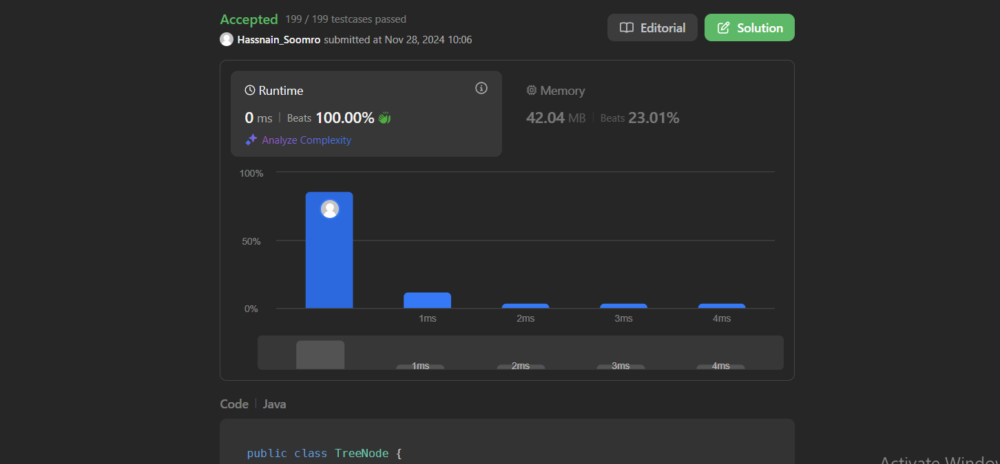 Accepted 199 / 199 testcases passed
Hassnain_Soomro submitted at Nov 28, 2024 10:06
Editorial
Solution
Runtime
0 ms | Beats 100.00%
Analyze Complexity
Memory
42.04 MB | Beats 23.01%
100%
50%
0%
1ms 2ms 3ms 4ms
1ms 2ms 3ms 4ms
Code | Java
public class TreeNode {
Activate Window